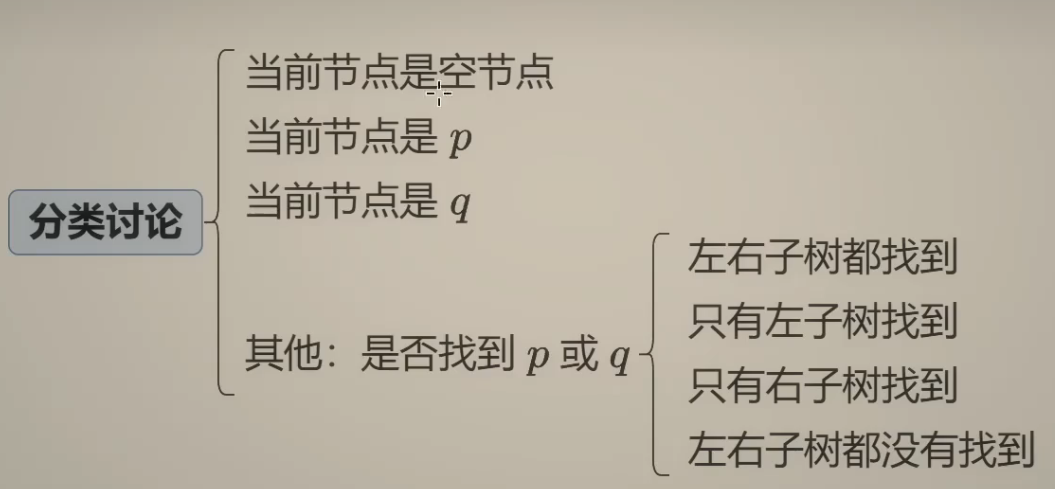 分类讨论
当前节点是空节点
当前节点是 p
当前节点是 q
其他：是否找到 p 或 q
左右子树都找到
只有左子树找到
只有右子树找到
左右子树都没有找到